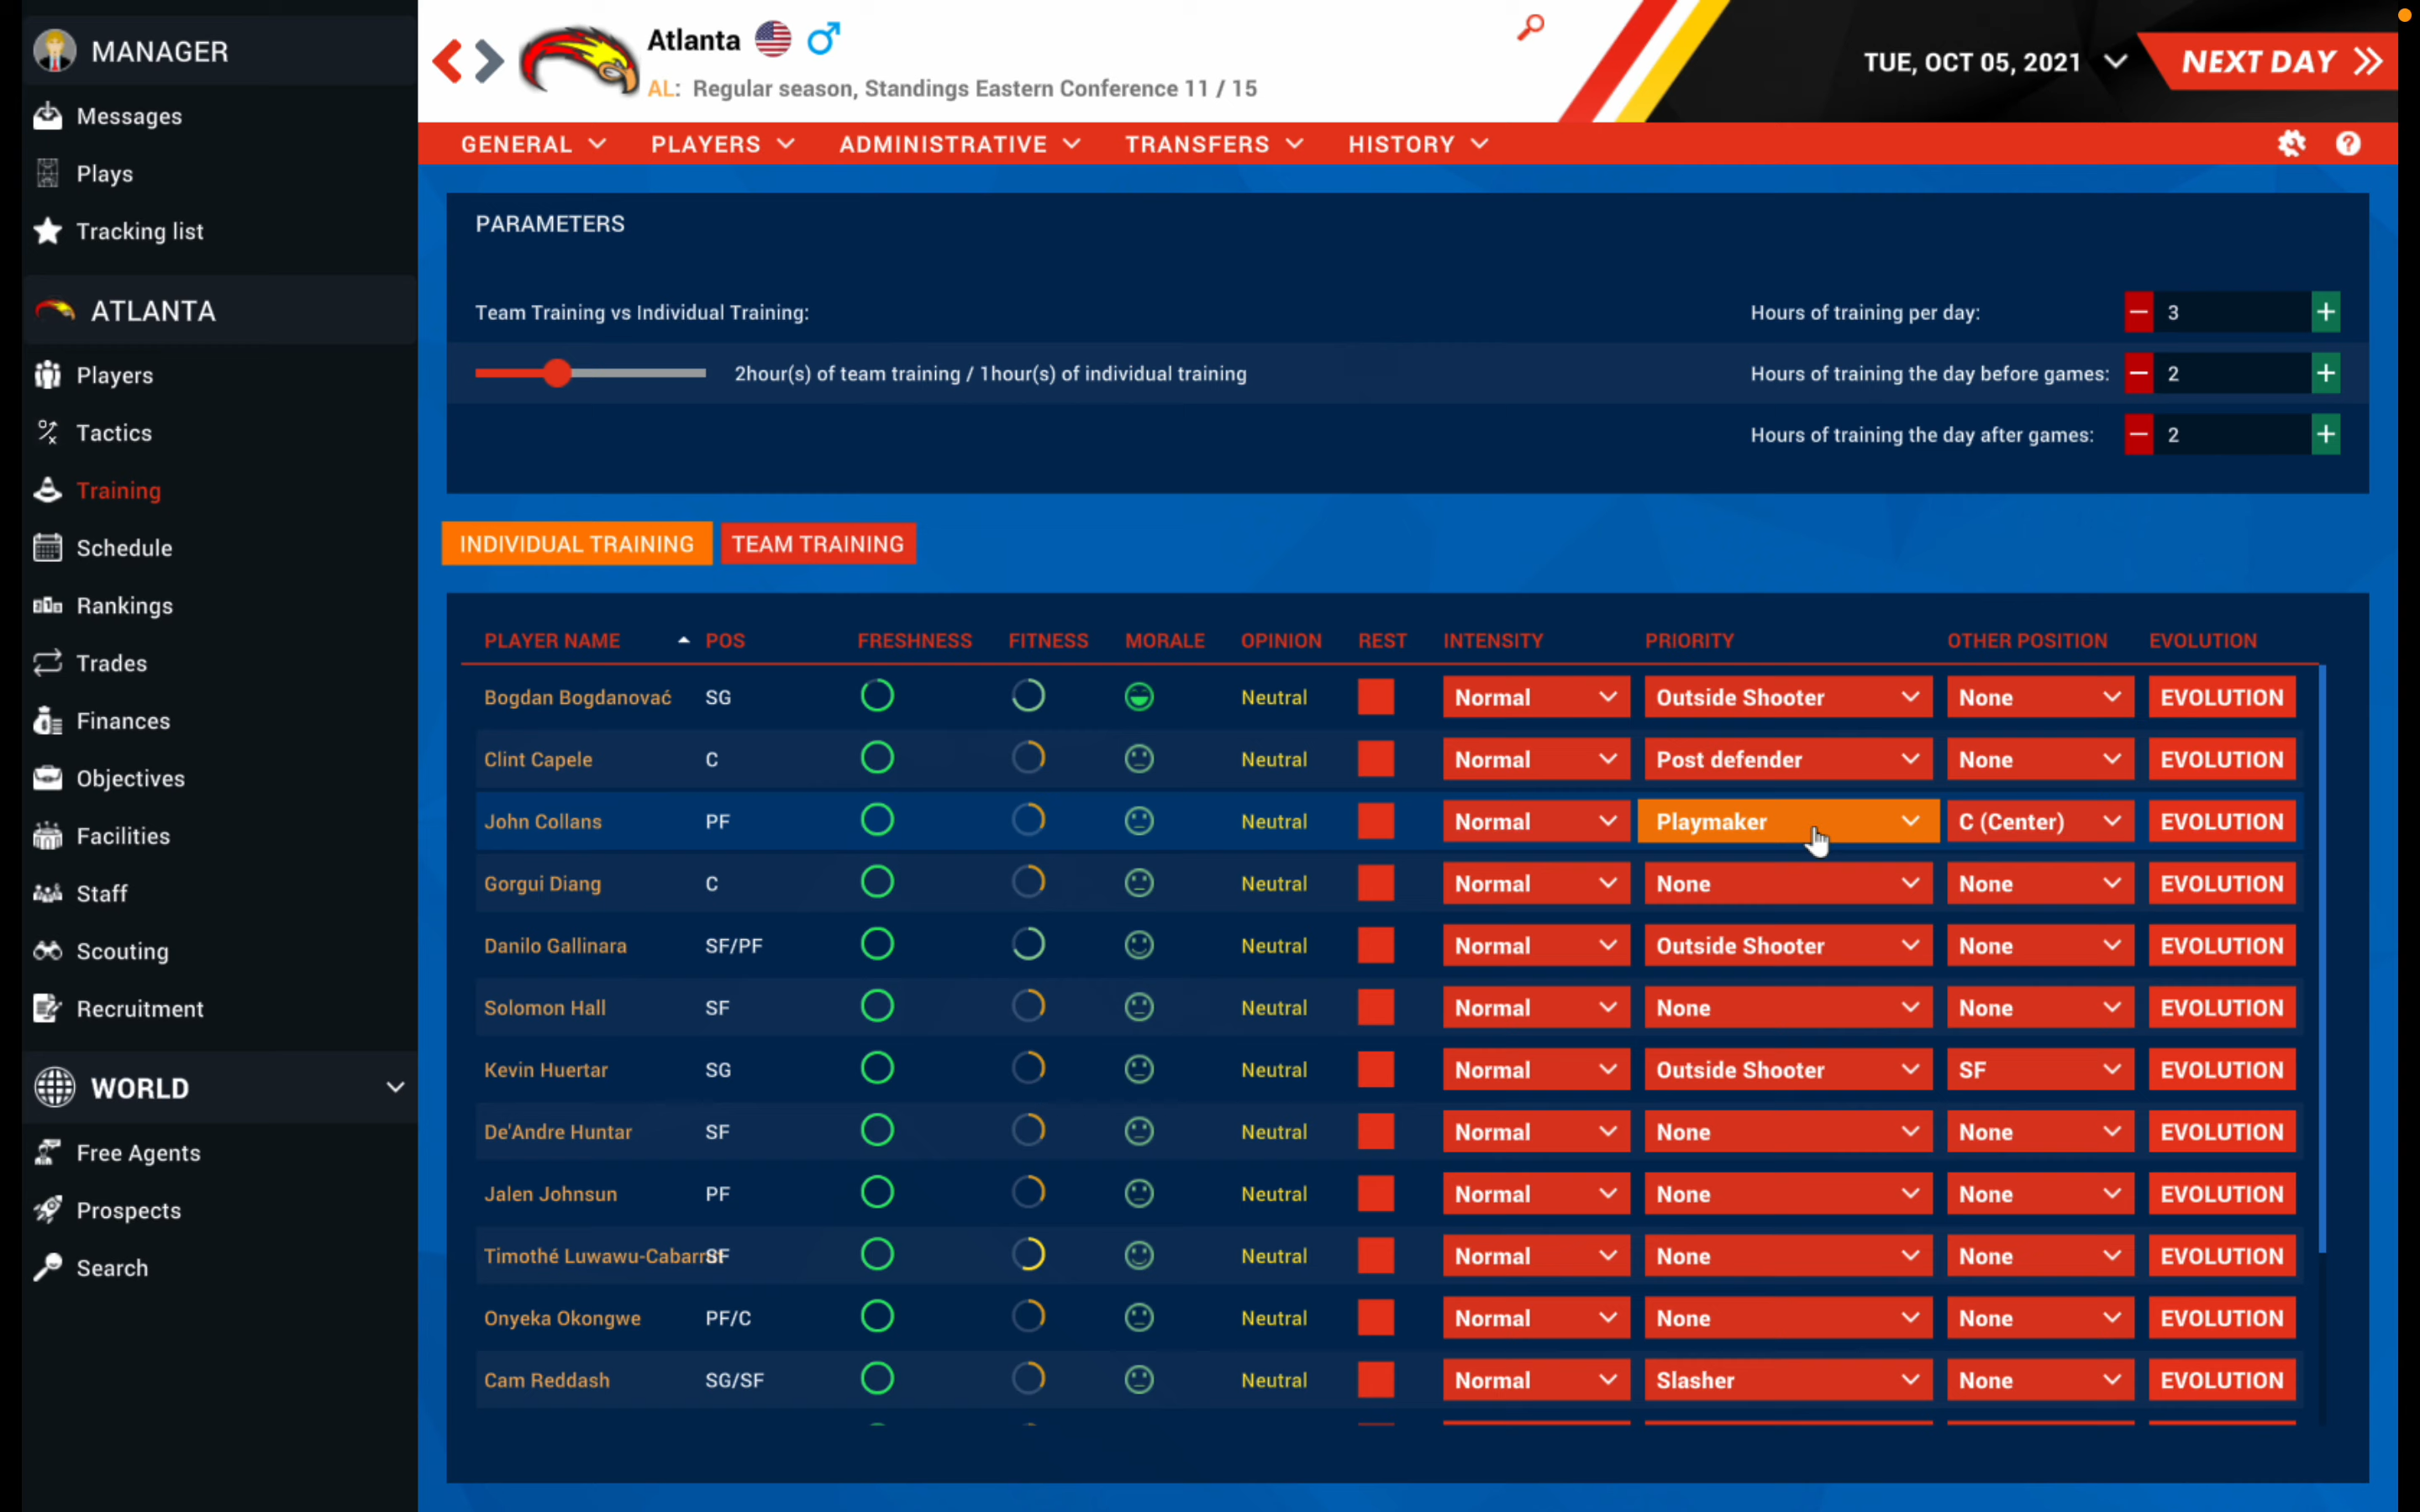 MANAGER
Messages
Plays
Tracking list
ATLANTA
Players
Tactics
Training
Schedule
Rankings
Trades
Finances
Objectives
Facilities
Staff
Scouting
Recruitment
WORLD
Free Agents
Prospects
Search
Atlanta
AL: Regular season, Standings Eastern Conference 11 / 15
TUE, OCT 05, 2021
NEXT DAY
GENERAL PLAYERS ADMINISTRATIVE TRANSFERS HISTORY
PARAMETERS
Team Training vs Individual Training:
2hour(s) of team training / 1hour(s) of individual training
Hours of training per day: 3
Hours of training the day before games: 2
Hours of training the day after games: 2
INDIVIDUAL TRAINING TEAM TRAINING
PLAYER NAME POS FRESHNESS FITNESS MORALE OPINION REST INTENSITY PRIORITY OTHER POSITION EVOLUTION
Bogdan Bogdanovać SG Neutral Normal Outside Shooter None EVOLUTION
Clint Capele C Neutral Normal Post defender None EVOLUTION
John Collans PF Neutral Normal Playmaker C (Center) EVOLUTION
Gorgui Diang C Neutral Normal None None EVOLUTION
Danilo Gallinara SF/PF Neutral Normal Outside Shooter None EVOLUTION
Solomon Hall SF Neutral Normal None None EVOLUTION
Kevin Huertar SG Neutral Normal Outside Shooter SF EVOLUTION
De'Andre Huntar SF Neutral Normal None None EVOLUTION
Jalen Johnsun PF Neutral Normal None None EVOLUTION
Timothé SF Neutral Normal None None EVOLUTION
Onyeka Okongwe PF/C Neutral Normal None None EVOLUTION
Cam Reddash SG/SF Neutral Normal Slasher None EVOLUTION